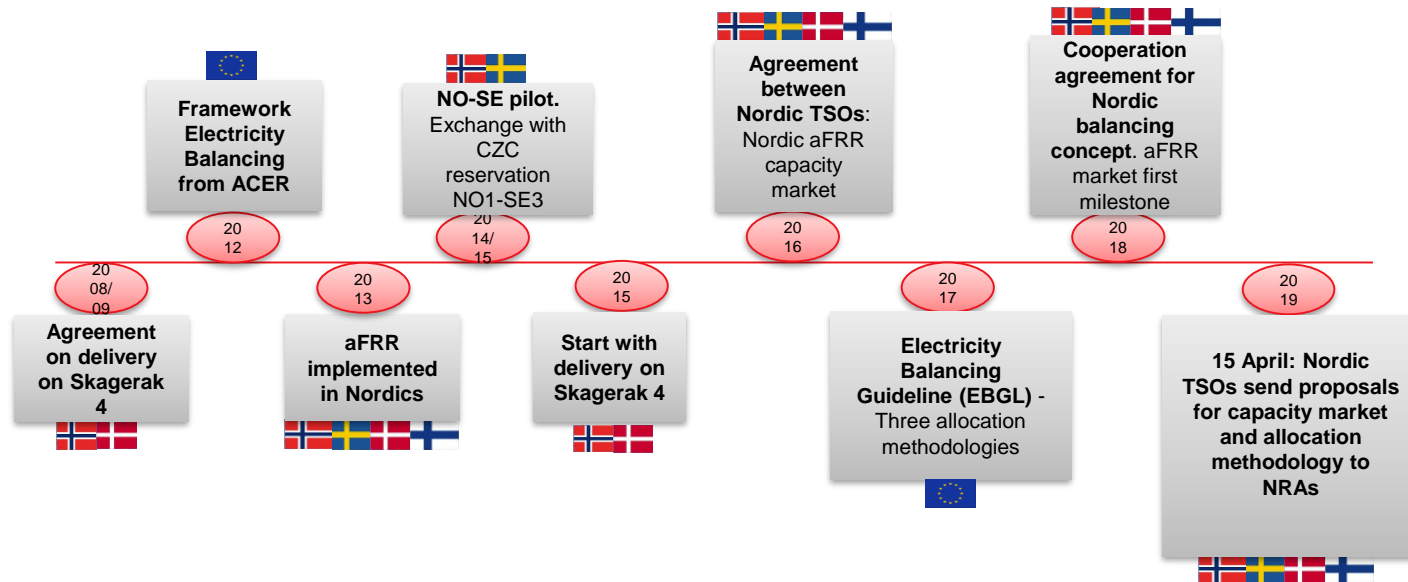 Framework
Electricity
Balancing
from ACER
20
12
NO-SE pilot.
Exchange with
CZC
reservation
NO1-SE3
20
14/
15
Agreement
between
Nordic TSOs:
Nordic aFRR
capacity
market
20
16
Cooperation
agreement for
Nordic
balancing
concept. aFRR
market first
milestone
20
18
20
08/
09
Agreement
on delivery
on Skagerak
4
20
13
aFRR
implemented
in Nordics
20
15
Start with
delivery on
Skagerak 4
20
17
Electricity
Balancing
Guideline (EBGL) -
Three allocation
methodologies
20
19
15 April: Nordic
TSOs send proposals
for capacity market
and allocation
methodology to
NRAs